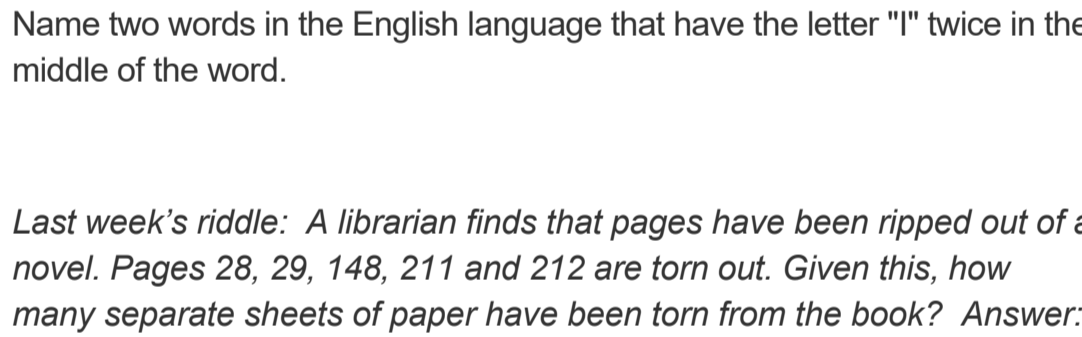 Name two words in the English language that have the letter "I" twice in the
middle of the word.
Last week’s riddle: A librarian finds that pages have been ripped out of a
novel. Pages 28, 29, 148, 211 and 212 are torn out. Given this, how
many separate sheets of paper have been torn from the book? Answer: